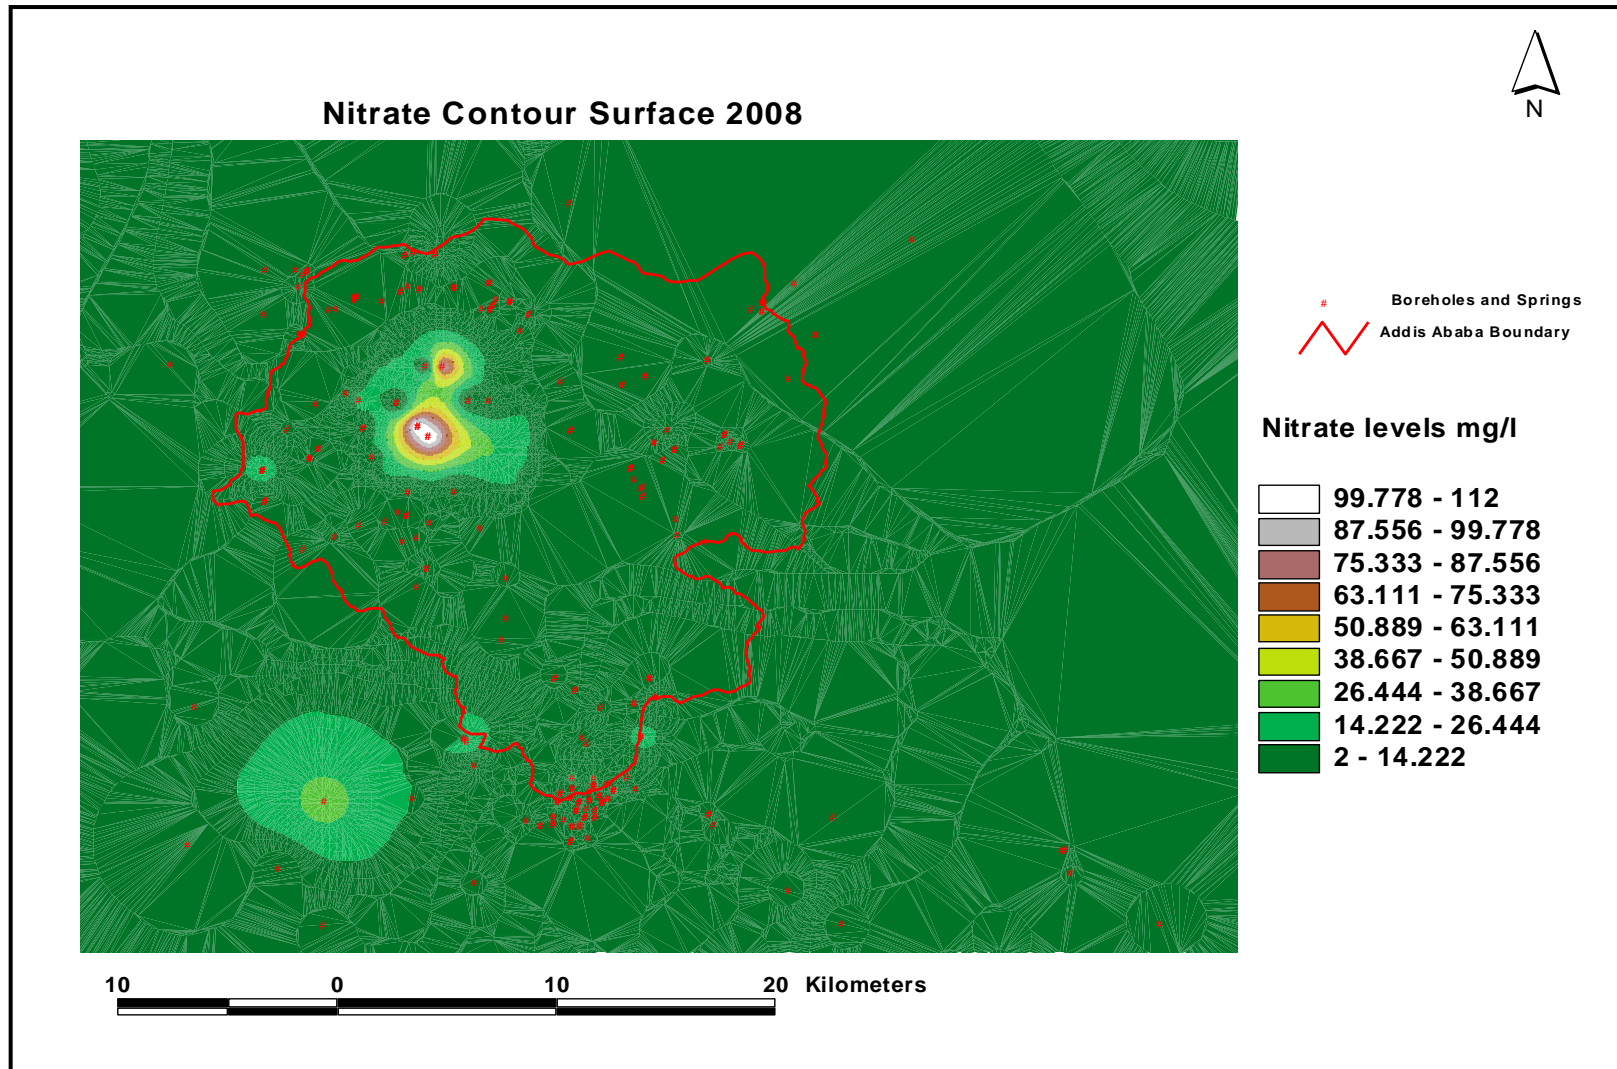 N
Nitrate Contour Surface 2008
# Boreholes and Springs
Addis Ababa Boundary
Nitrate levels mg/l
99.778 - 112
87.556 - 99.778
75.333 - 87.556
63.111 - 75.333
50.889 - 63.111
38.667 - 50.889
26.444 - 38.667
14.222 - 26.444
2 - 14.222
10 0 10 20 Kilometers